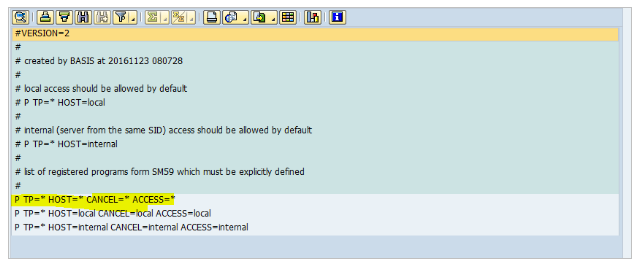 #VERSION=2
#
# created by BASIS at 20161123 080728
#
# local access should be allowed by default
# P TP=* HOST=local
#
# internal (server from the same SID) access should be allowed by default
# P TP=* HOST=internal
#
# list of registered programs form SM59 which must be explicitly defined
#
P TP=* HOST=* CANCEL=* ACCESS=*
P TP=* HOST=local CANCEL=local ACCESS=local
P TP=* HOST=internal CANCEL=internal ACCESS=internal